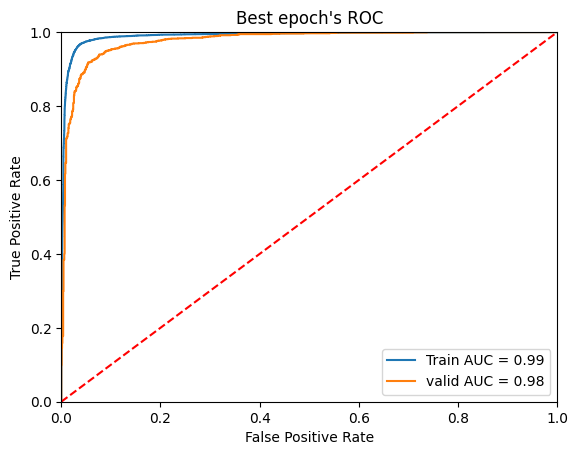 Best epoch's ROC
True Positive Rate
1.0
0.8
0.6
0.4
0.2
0.0
Train AUC = 0.99
valid AUC = 0.98
0.0 0.2 0.4 0.6 0.8 1.0
False Positive Rate